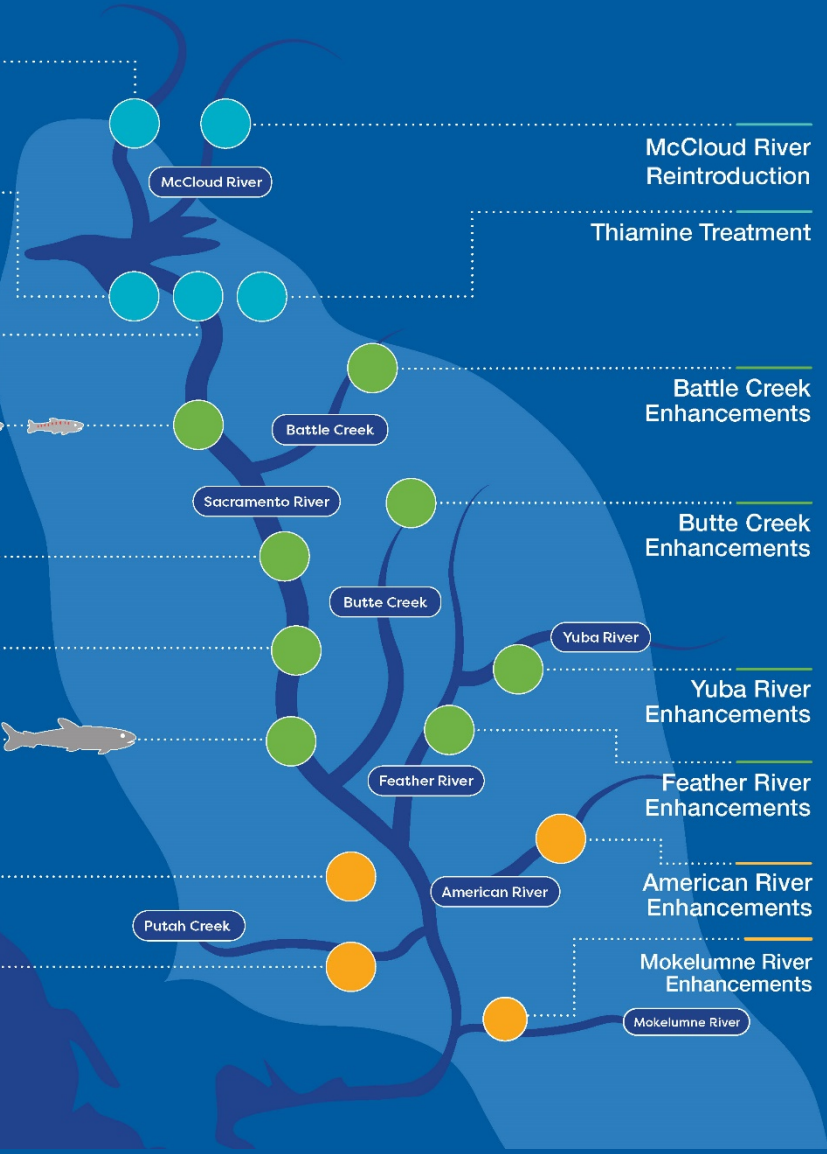 McCloud River
Reintroduction
McCloud River
Thiamine Treatment
Battle Creek
Enhancements
Battle Creek
Sacramento River
Butte Creek
Enhancements
Butte Creek
Yuba River
Yuba River
Enhancements
Feather River
Feather River
Enhancements
American River
American River
Enhancements
Putah Creek
Mokelumne River
Enhancements
Mokelumne River